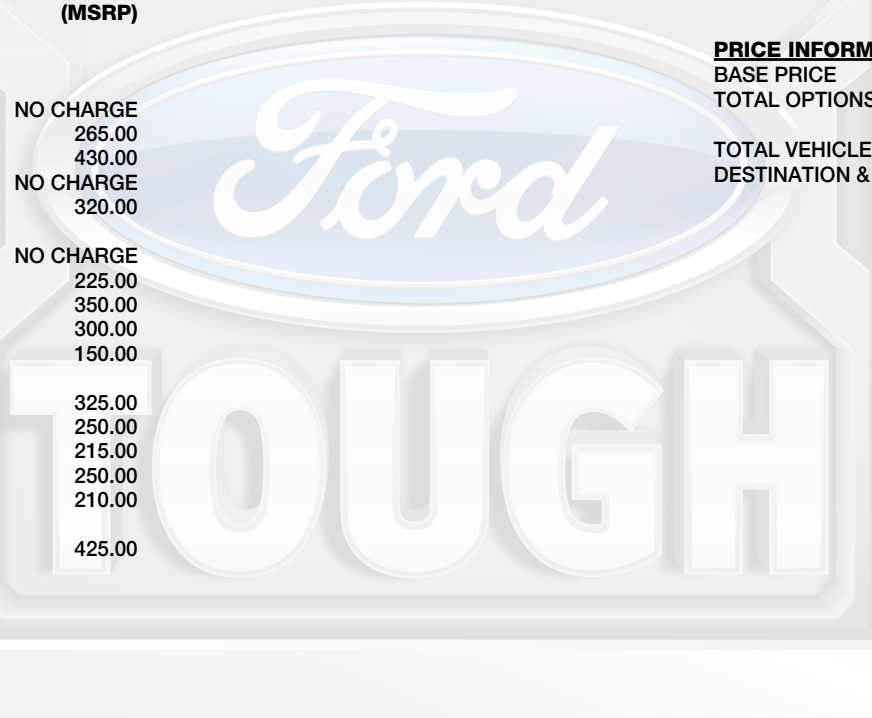 (MSRP)
NO CHARGE
265.00
430.00
NO CHARGE
320.00
NO CHARGE
225.00
350.00
300.00
150.00
325.00
250.00
215.00
250.00
210.00
425.00
PRICE INFORM
BASE PRICE
TOTAL OPTIONS
TOTAL VEHICLE
DESTINATION &
Ford
TOUGH